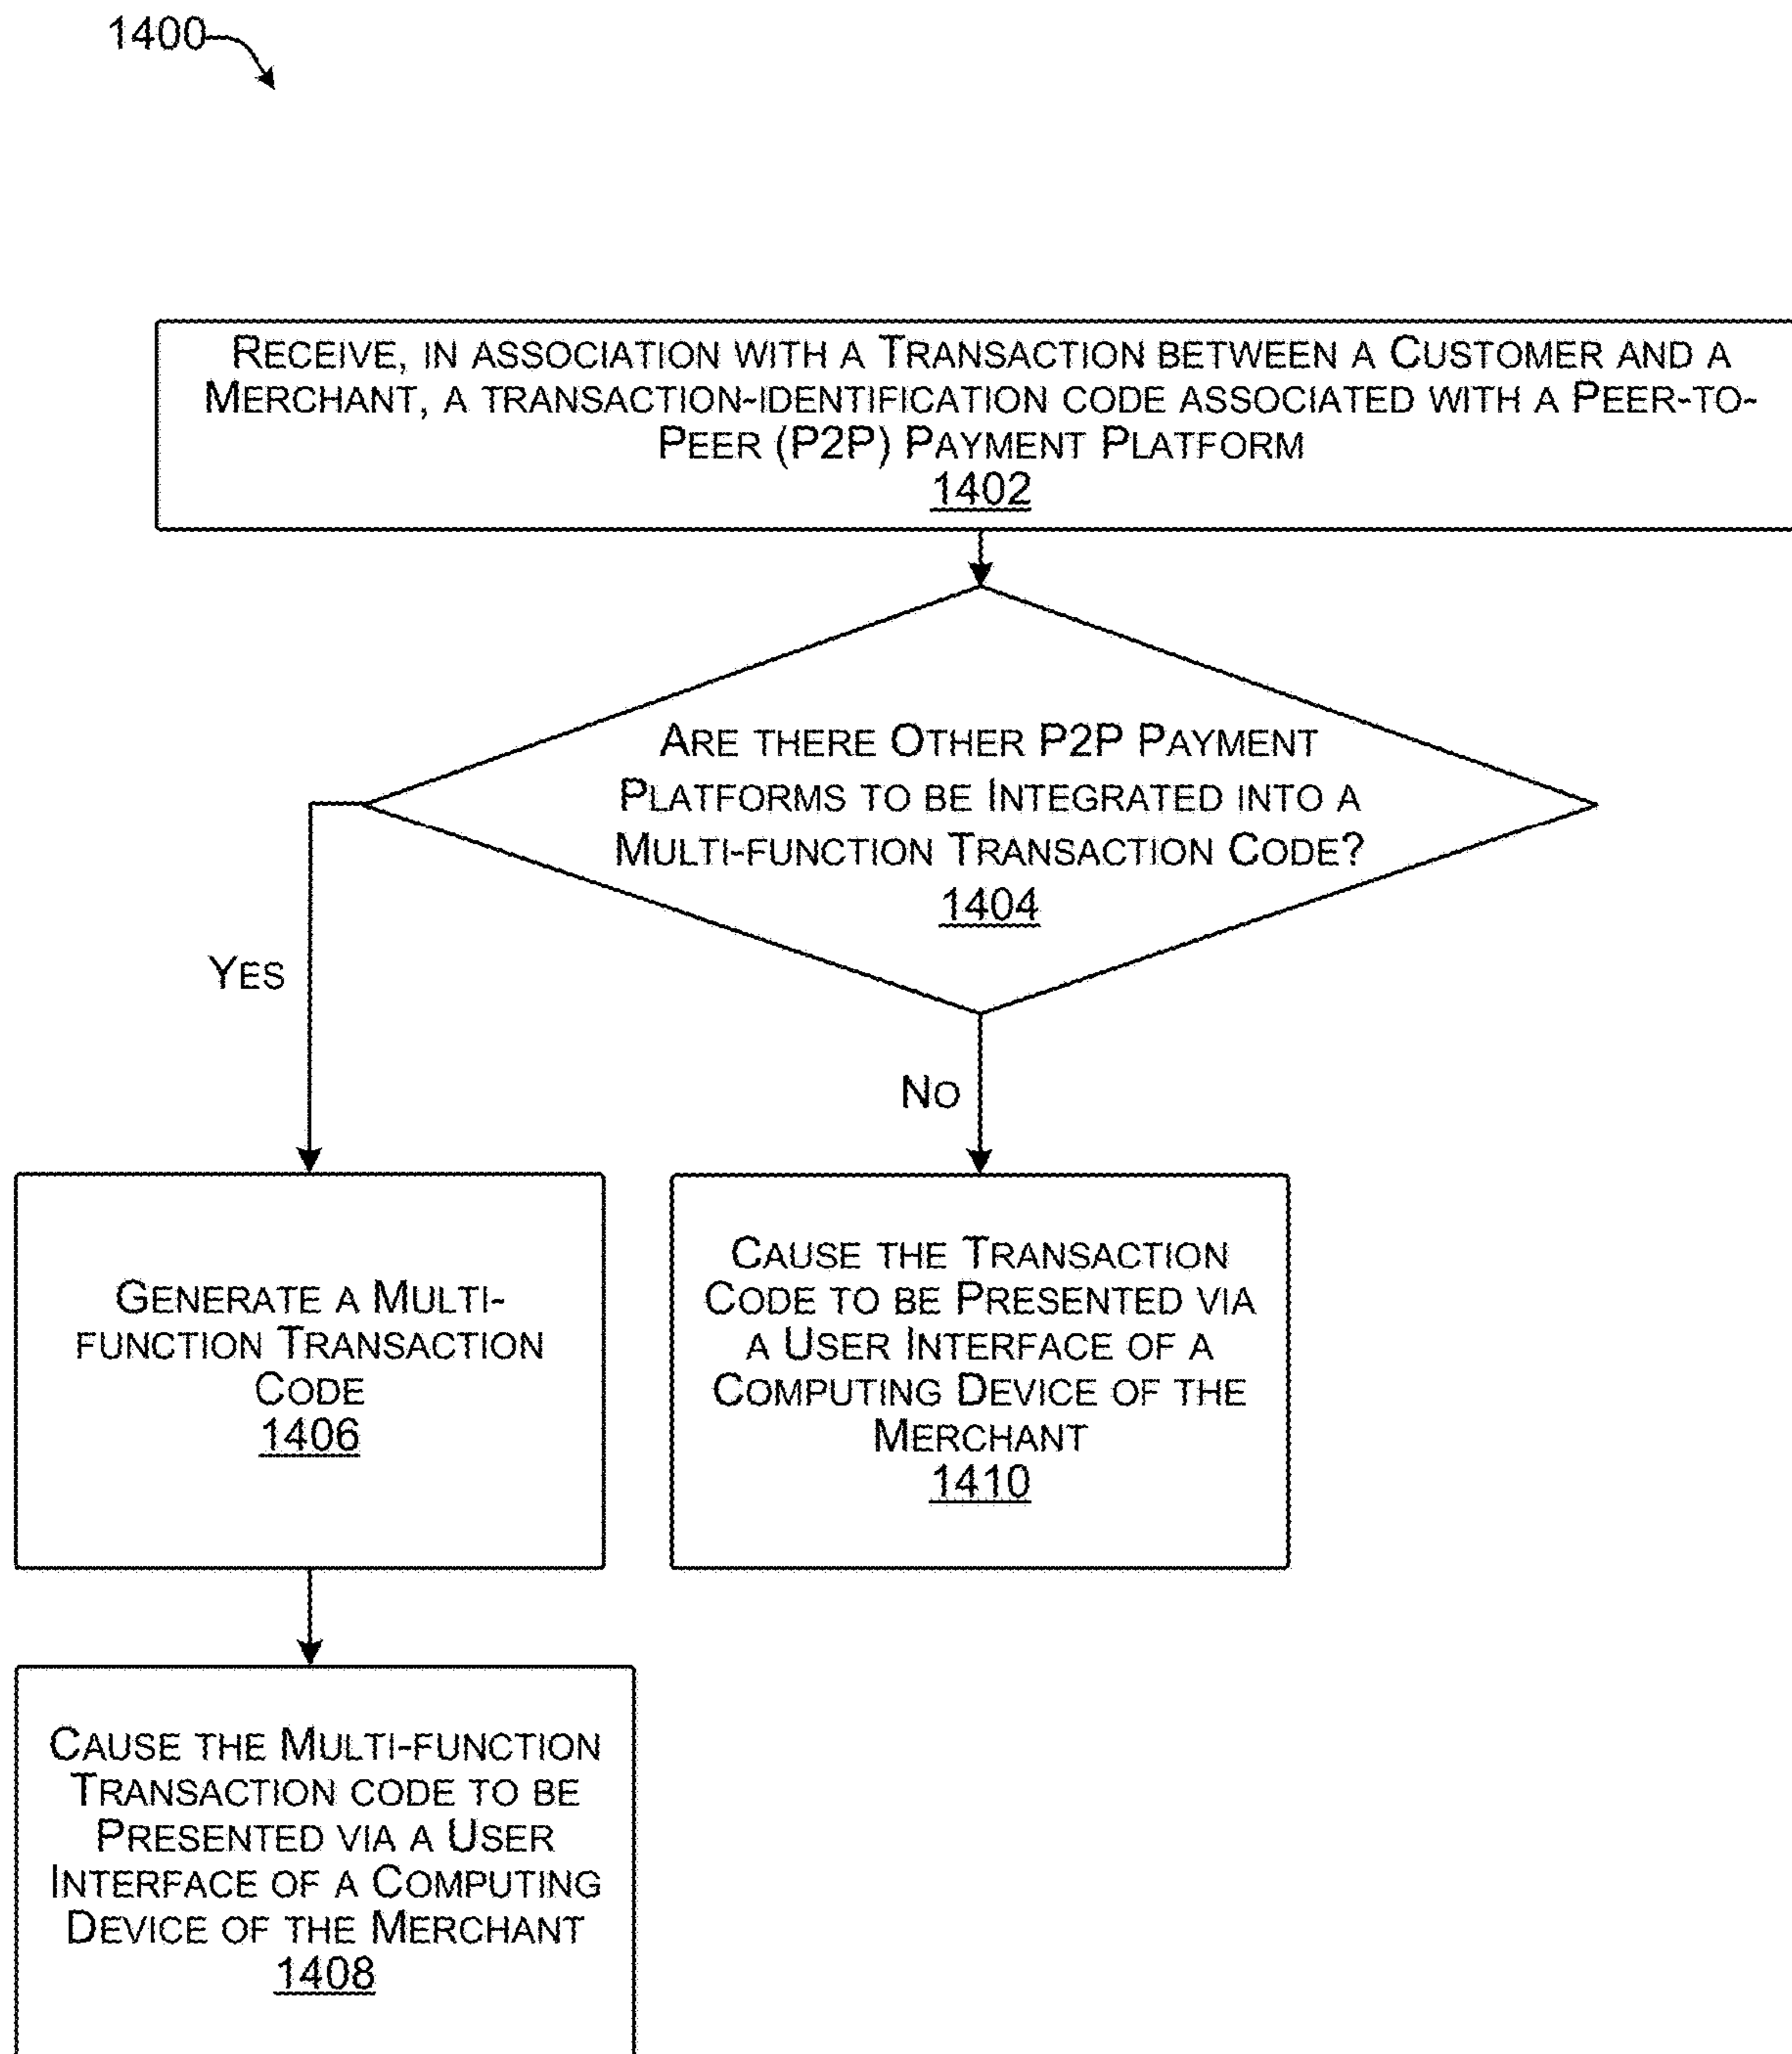 1400
RECEIVE, IN ASSOCIATION WITH A TRANSACTION BETWEEN A CUSTOMER AND A
MERCHANT, A TRANSACTION-IDENTIFICATION CODE ASSOCIATED WITH A PEER-TO-
PEER (P2P) PAYMENT PLATFORM
1402
ARE THERE OTHER P2P PAYMENT
PLATFORMS TO BE INTEGRATED INTO A
MULTI-FUNCTION TRANSACTION CODE?
1404
YES
NO
GENERATE A MULTI-
FUNCTION TRANSACTION
CODE
1406
CAUSE THE TRANSACTION
CODE TO BE PRESENTED VIA
A USER INTERFACE OF A
COMPUTING DEVICE OF THE
MERCHANT
1410
CAUSE THE MULTI-FUNCTION
TRANSACTION CODE TO BE
PRESENTED VIA A USER
INTERFACE OF A COMPUTING
DEVICE OF THE MERCHANT
1408